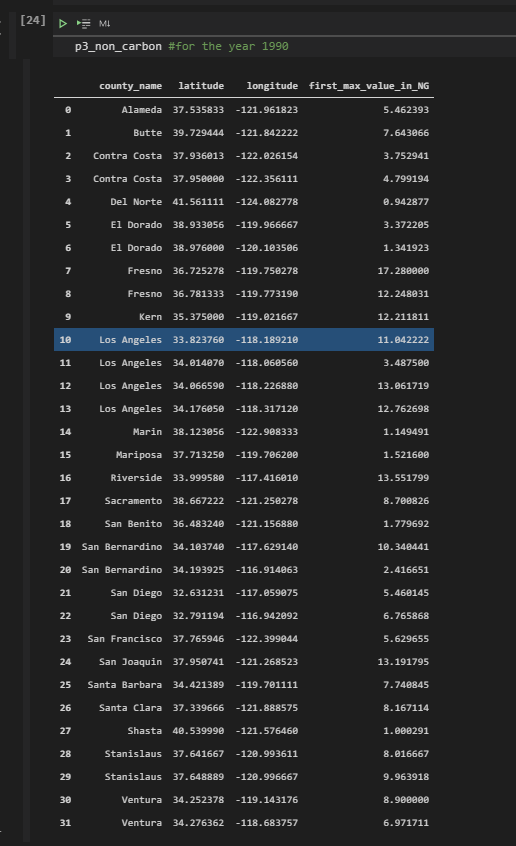 [24] M↓
p3_non_carbon #for the year 1990
county_name latitude longitude first_max_value_in_NG
0 Alameda 37.535833 -121.961823 5.462393
1 Butte 39.729444 -121.842222 7.643066
2 Contra Costa 37.936013 -122.026154 3.752941
3 Contra Costa 37.950000 -122.356111 4.799194
4 Del Norte 41.561111 -124.082778 0.942877
5 El Dorado 38.933056 -119.966667 3.372205
6 El Dorado 38.976000 -120.103506 1.341923
7 Fresno 36.725278 -119.750278 17.280000
8 Fresno 36.781333 -119.773190 12.248031
9 Kern 35.375000 -119.021667 12.211811
10 Los Angeles 33.823760 -118.189210 11.042222
11 Los Angeles 34.014070 -118.060560 3.487500
12 Los Angeles 34.066590 -118.226880 13.061719
13 Los Angeles 34.176050 -118.317120 12.762698
14 Marin 38.123056 -122.908333 1.149491
15 Mariposa 37.713250 -119.706200 1.521600
16 Riverside 33.999580 -117.416010 13.551799
17 Sacramento 38.667222 -121.250278 8.700826
18 San Benito 36.483240 -121.156880 1.779692
19 San Bernardino 34.103740 -117.629140 10.340441
20 San Bernardino 34.193925 -116.914063 2.416651
21 San Diego 32.631231 -117.059075 5.460145
22 San Diego 32.791194 -116.942092 6.765868
23 San Francisco 37.765946 -122.399044 5.629655
24 San Joaquin 37.950741 -121.268523 13.191795
25 Santa Barbara 34.421389 -119.701111 7.740845
26 Santa Clara 37.339666 -121.888575 8.167114
27 Shasta 40.539990 -121.576460 1.000291
28 Stanislaus 37.641667 -120.993611 8.016667
29 Stanislaus 37.648889 -120.996667 9.963918
30 Ventura 34.252378 -119.143176 8.900000
31 Ventura 34.276362 -118.683757 6.971711